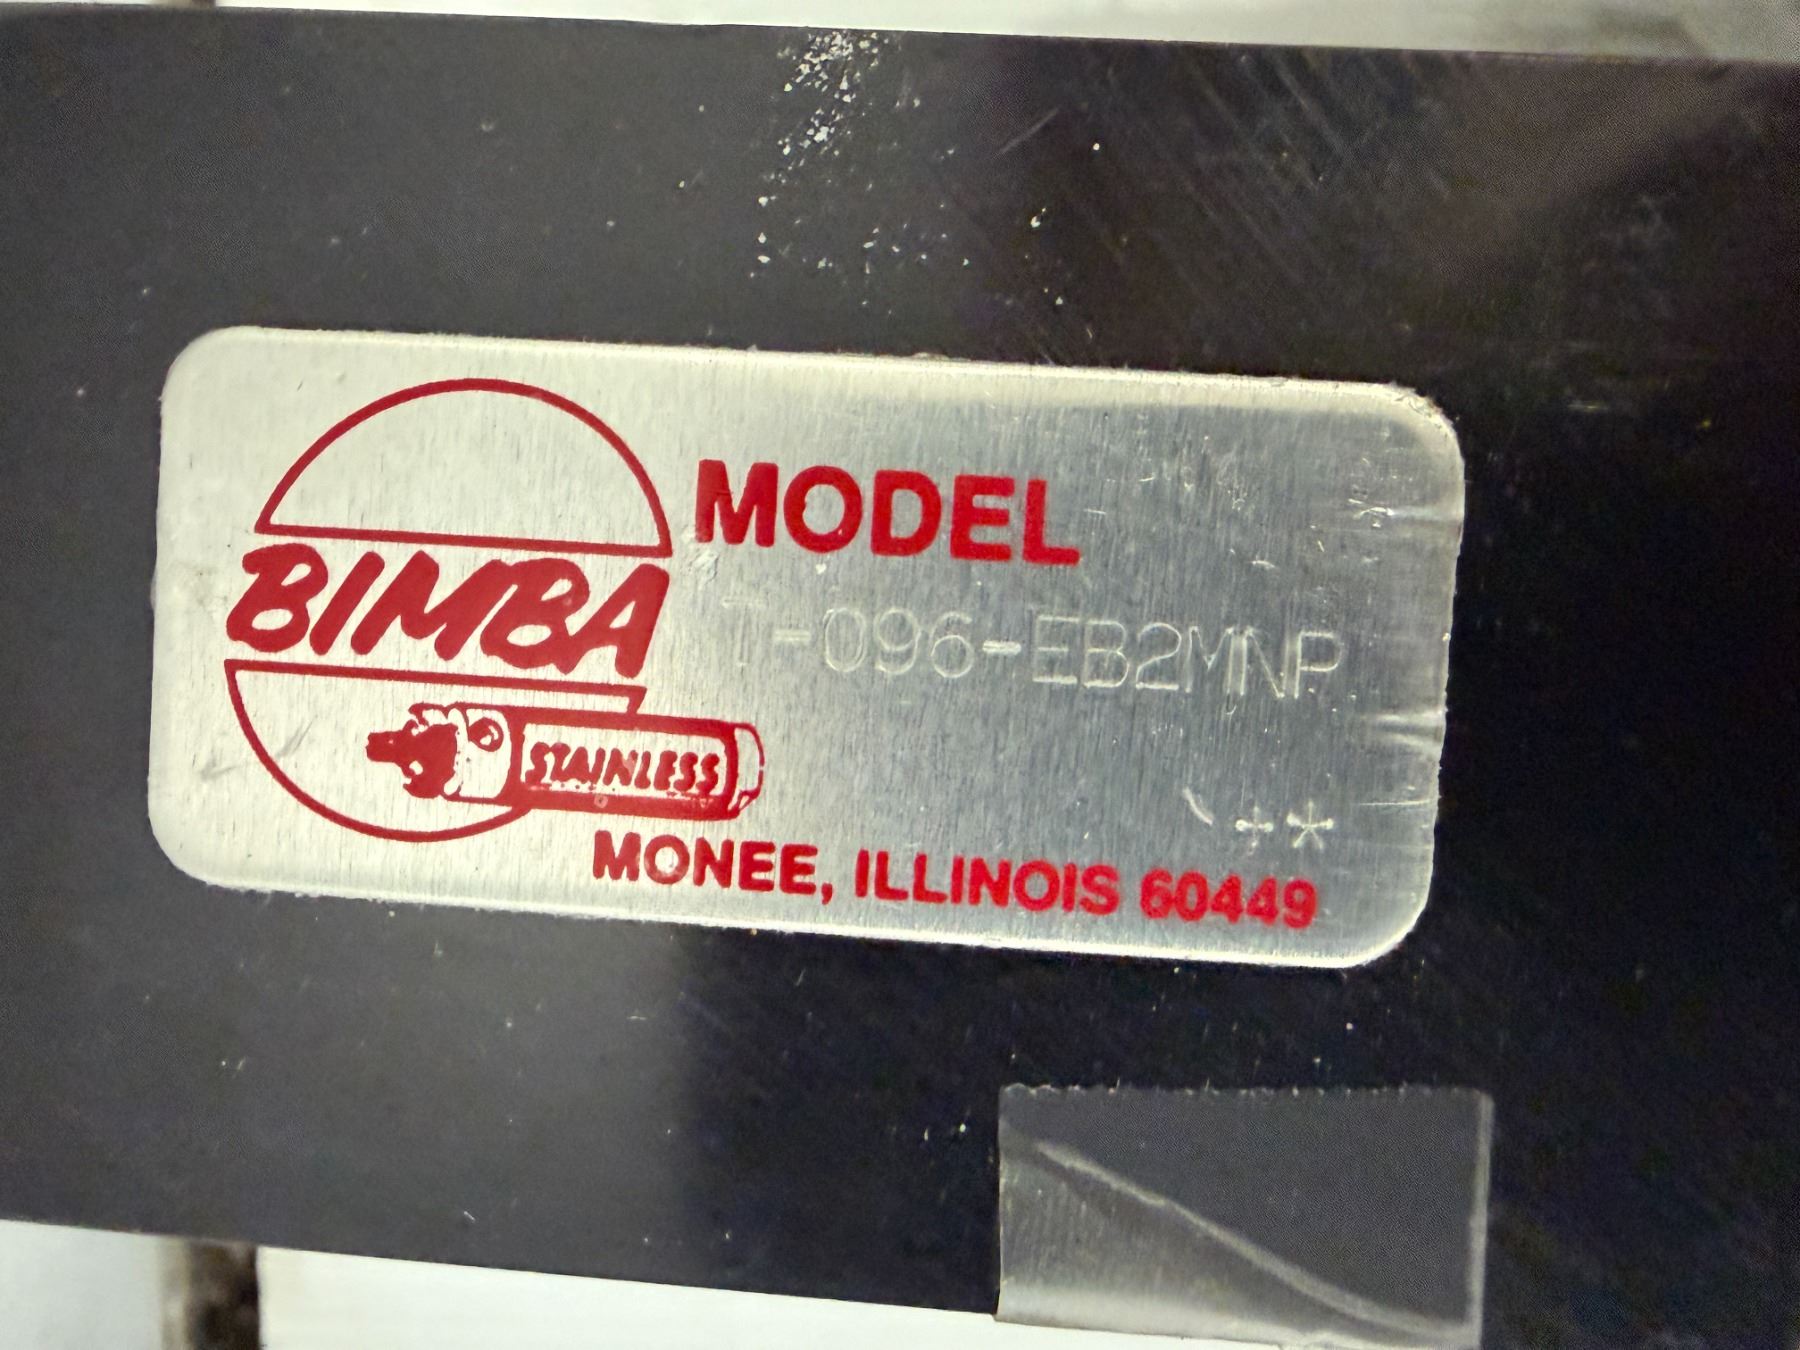 MODEL
BIMBA
T-096-EB2MNP
STAINLESS
**
MONEE, ILLINOIS 60449